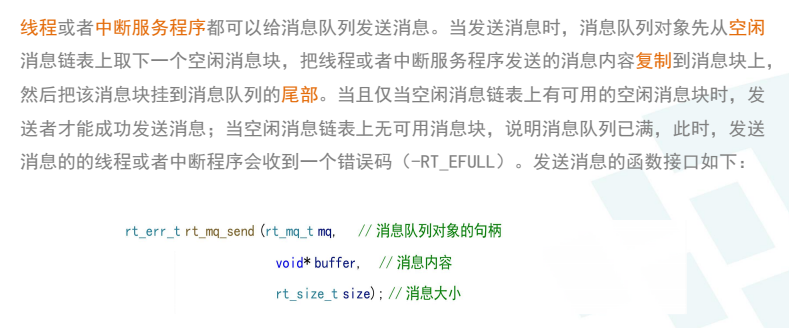 线程或者中断服务程序都可以给消息队列发送消息。当发送消息时，消息队列对象先从空闲
消息链表上取下一个空闲消息块，把线程或者中断服务程序发送的消息内容复制到消息块上，
然后把该消息块挂到消息队列的尾部。当且仅当空闲消息链表上有可用的空闲消息块时，发
送者才能成功发送消息；当空闲消息链表上无可用消息块，说明消息队列已满，此时，发送
消息的的线程或者中断程序会收到一个错误码（-RT_EFULL）。发送消息的函数接口如下：
rt_err_t rt_mq_send (rt_mq_t mq, // 消息队列对象的句柄
void* buffer, // 消息内容
rt_size_t size); // 消息大小